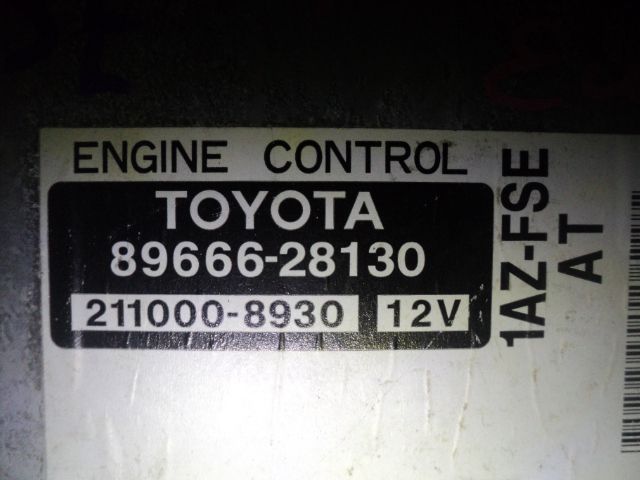 ENGINE CONTROL
TOYOTA
89666-28130
211000-8930 12V
1AZ-FSE
AT